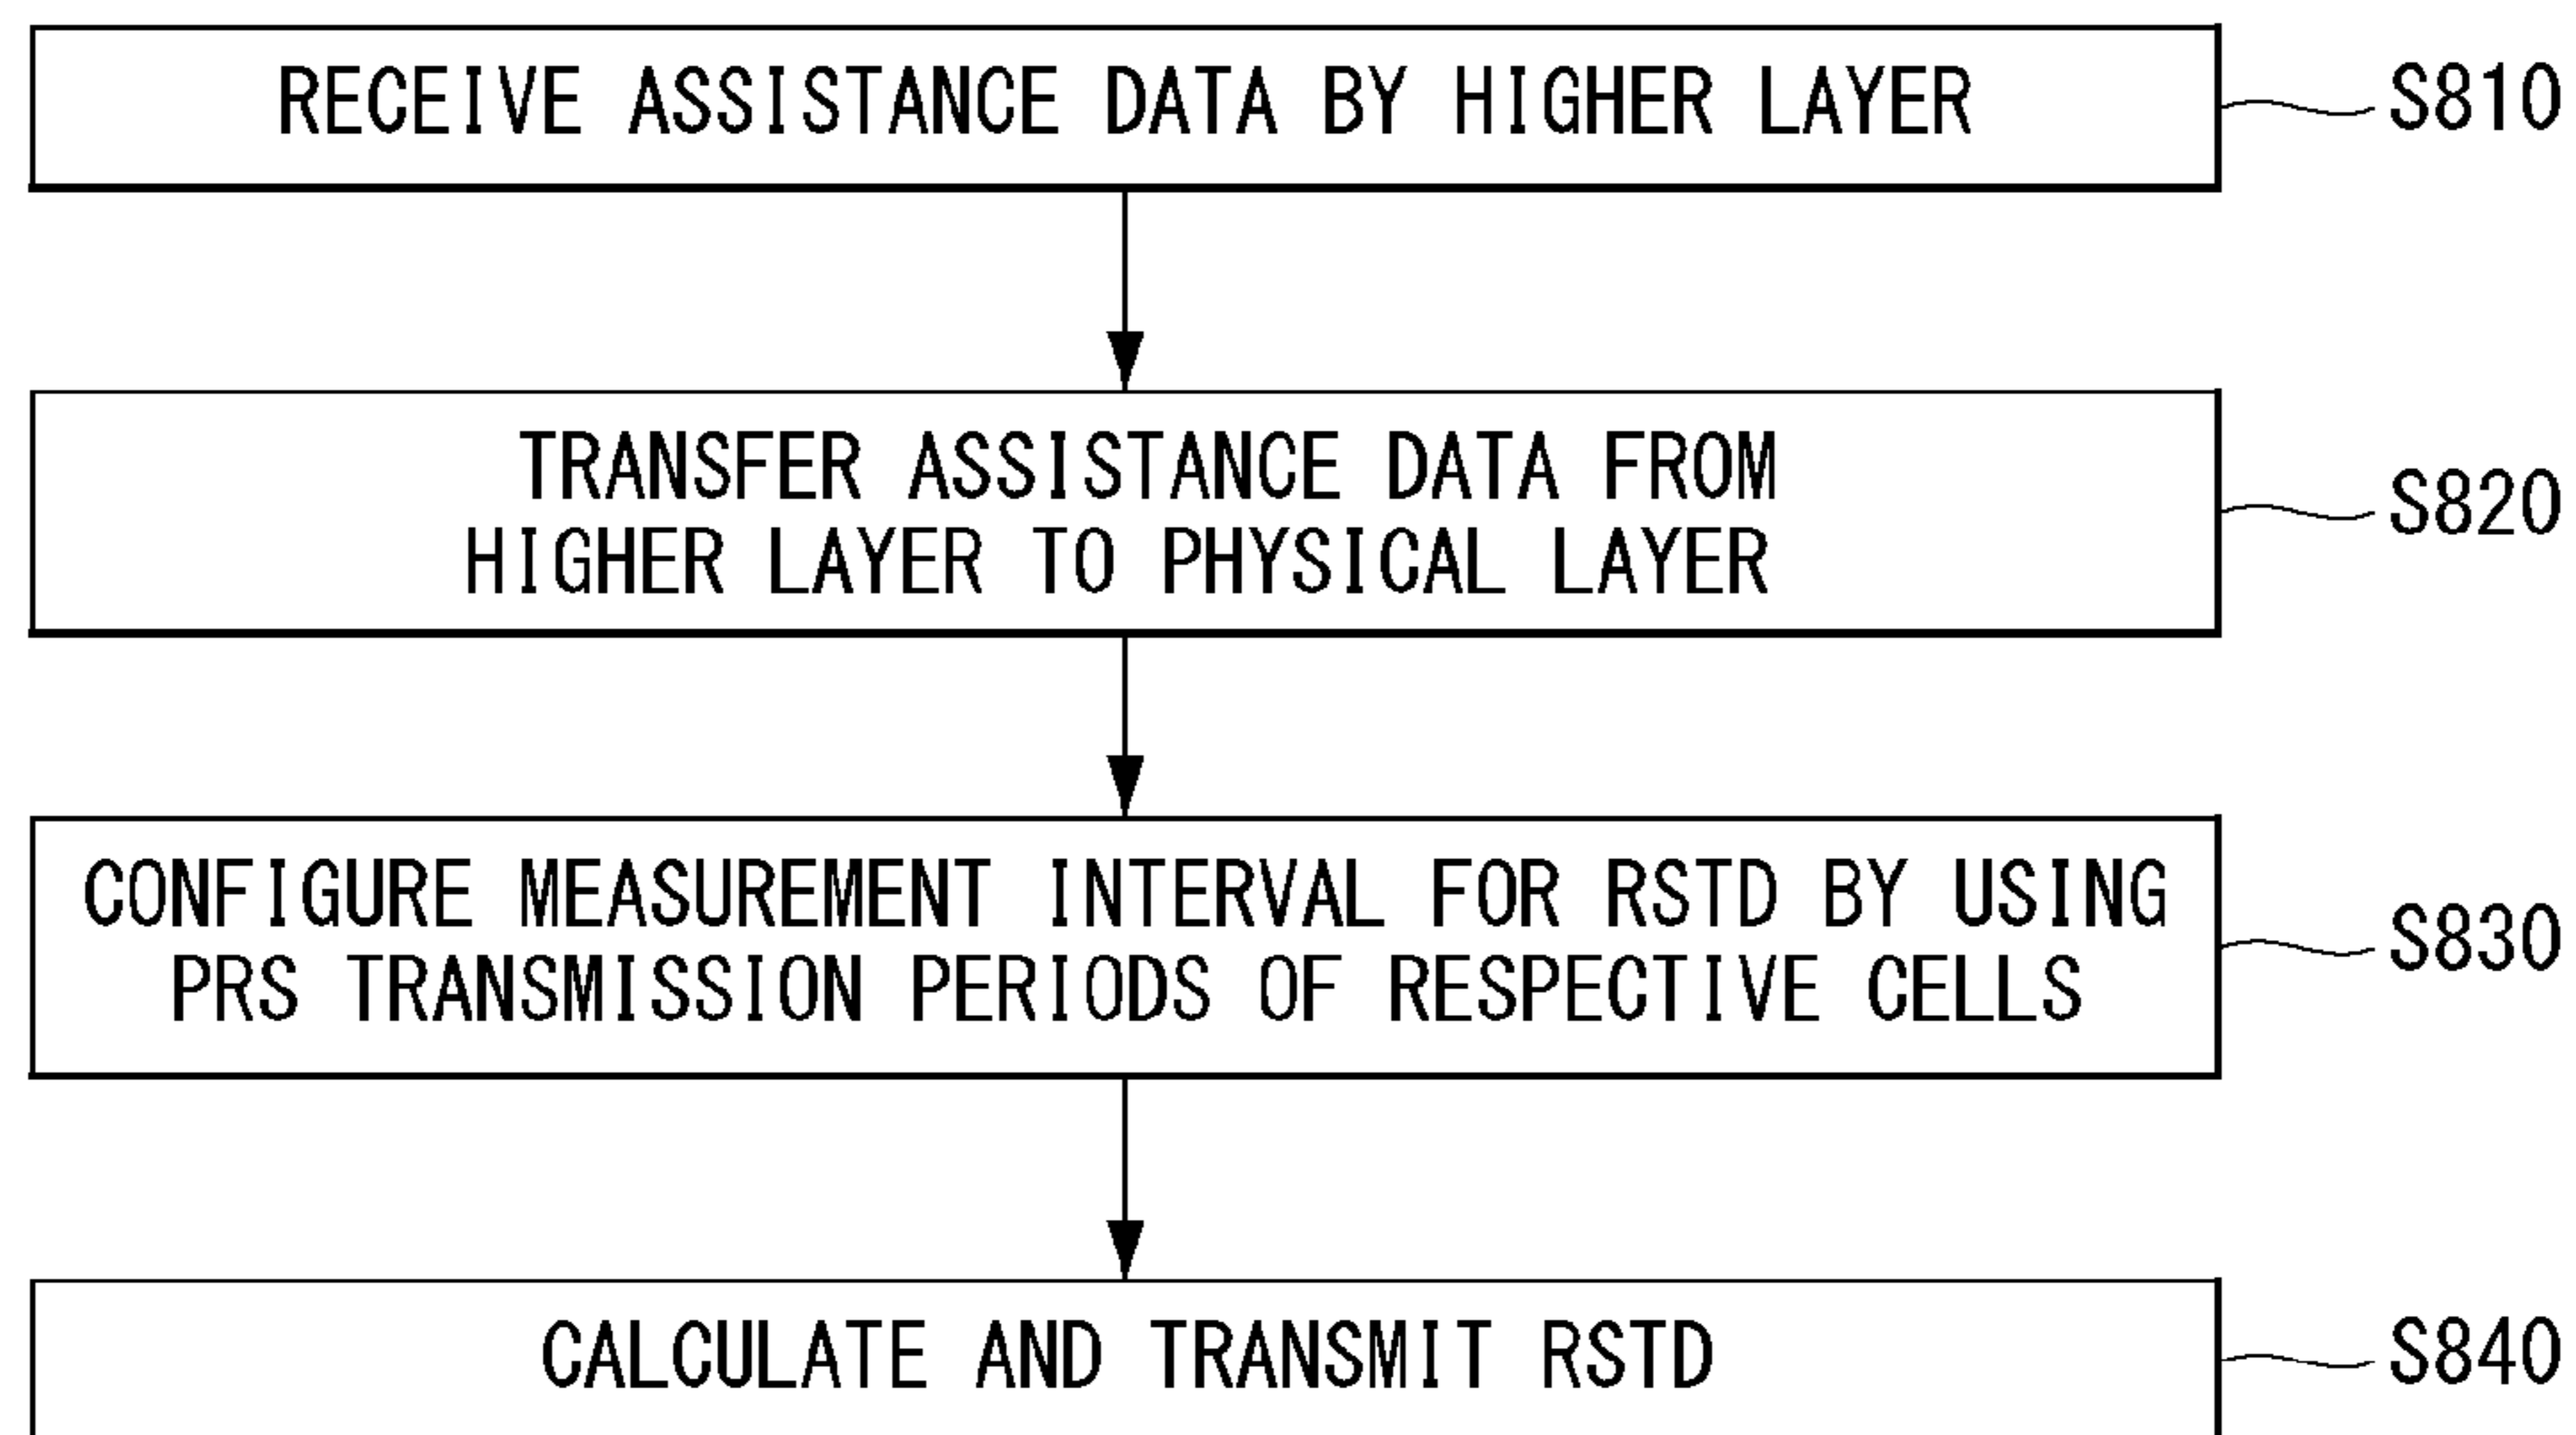 RECEIVE ASSISTANCE DATA BY HIGHER LAYER
S810
TRANSFER ASSISTANCE DATA FROM
HIGHER LAYER TO PHYSICAL LAYER
S820
CONFIGURE MEASUREMENT INTERVAL FOR RSTD BY USING
PRS TRANSMISSION PERIODS OF RESPECTIVE CELLS
S830
CALCULATE AND TRANSMIT RSTD
S840